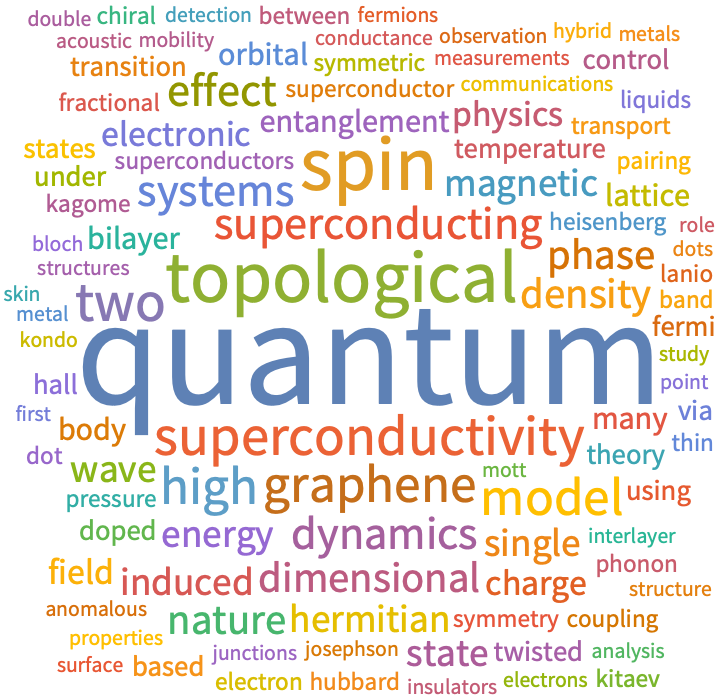 double chiral detection between fermions
acoustic mobility conductance observation hybrid metals
transition orbital symmetric measurements control
fractional effect superconductor communications liquids
electronic entanglement physics transport
states superconductors spin temperature pairing
under systems magnetic lattice
kagome superconducting heisenberg role
bloch bilayer phase dots
structures topological density lanio
skin two band
metal quantum fermi
kondo study
hall point
first body superconductivity many via
dot wave theory thin
pressure high graphene mott model using
doped energy dynamics single interlayer
field induced dimensional charge phonon
anomalous structure
nature hermitian symmetry coupling
properties junctions josephson state twisted analysis
surface based electron hubbard insulators electrons kitaev